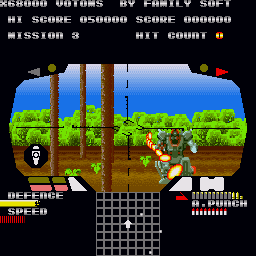 X68000 VOTOMS BY FAMILY SOFT
HI SCORE 050000 SCORE 000000
MISSION 3 HIT COUNT 0
DEFENCE A.PUNCH
SPEED